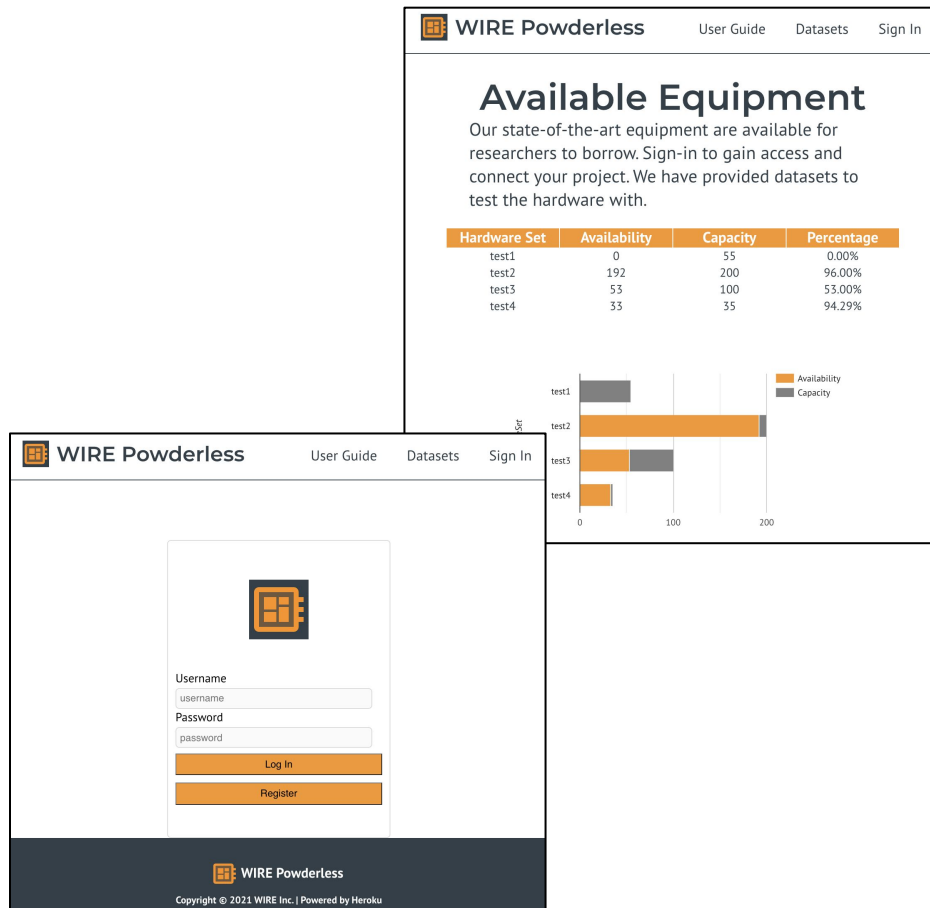 WIRE Powderless User Guide Datasets Sign In
Available Equipment
Our state-of-the-art equipment are available for
researchers to borrow. Sign-in to gain access and
connect your project. We have provided datasets to
test the hardware with.
Hardware Set Availability Capacity Percentage
test1 0 55 0.00%
test2 192 200 96.00%
test3 53 100 53.00%
test4 33 35 94.29%
Availability
Capacity
test1
test2
test3
test4
0 100 200
WIRE Powderless User Guide Datasets Sign In
Username
username
Password
password
Log In
Register
WIRE Powderless
Copyright © 2021 WIRE Inc. | Powered by Heroku